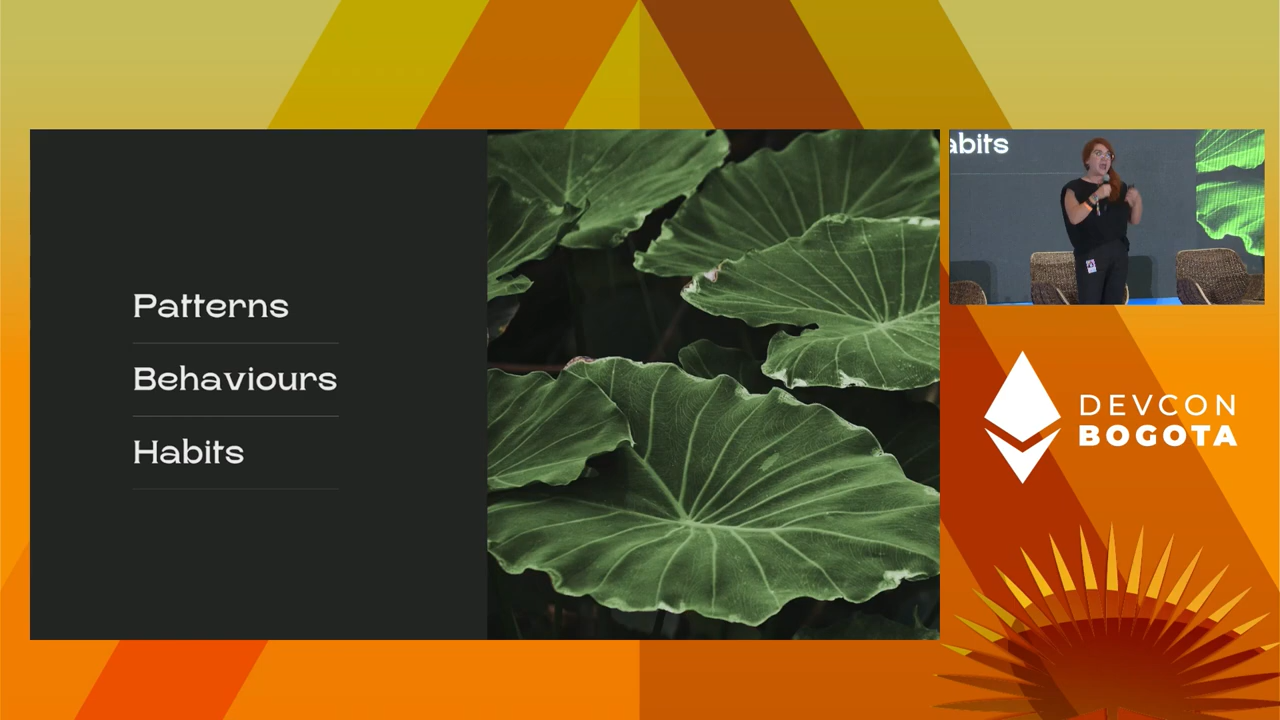 Patterns
Behaviours
Habits
abits
DEVCON
BOGOTA